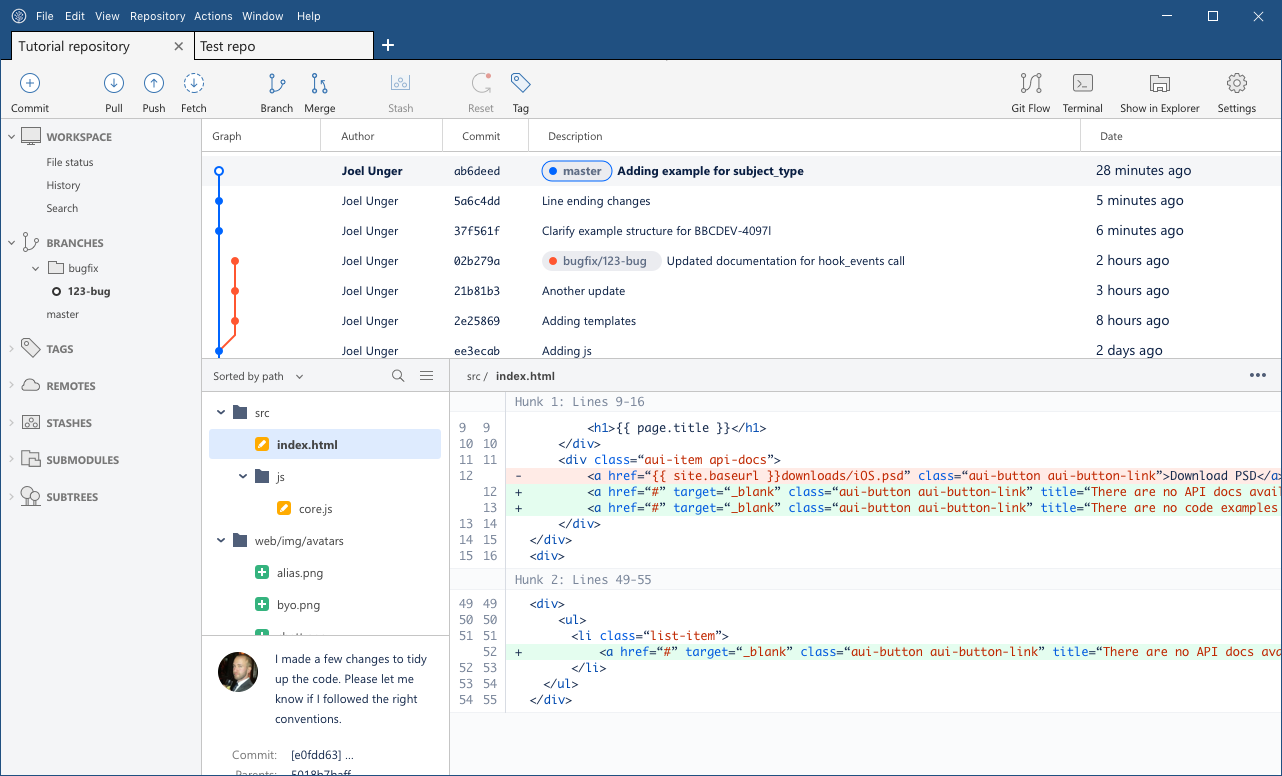 File Edit View Repository Actions Window Help
Tutorial repository Test repo
Commit Pull Push Fetch Branch Merge Stash Reset Tag Git Flow Terminal Show in Explorer Settings
WORKSPACE
File status
History
Search
BRANCHES
bugfix
123-bug
master
TAGS
REMOTES
STASHES
SUBMODULES
SUBTREES
Graph Author Commit Description Date
Joel Unger ab6deed master Adding example for subject_type 28 minutes ago
Joel Unger 5a6c4dd Line ending changes 5 minutes ago
Joel Unger 37f561f Clarify example structure for BBCDEV-4097l 6 minutes ago
Joel Unger 02b279a bugfix/123-bug Updated documentation for hook_events call 2 hours ago
Joel Unger 21b81b3 Another update 3 hours ago
Joel Unger 2e25869 Adding templates 8 hours ago
Joel Unger ee3ecab Adding js 2 days ago
Sorted by path
src
index.html
js
core.js
web/img/avatars
alias.png
byo.png
I made a few changes to tidy
up the code. Please let me
know if I followed the right
conventions.
Commit: [e0fdd63] ...
Parents: 5018b7baff
src / index.html
Hunk 1: Lines 9-16
9 9 <h1>{{ page.title }}</h1>
10 10 </div>
11 11 <div class=“aui-item api-docs”>
12 - <a href=“{{ site.baseurl }}downloads/iOS.psd” class=“aui-button aui-button-link”>Download PSD</a>
12 + <a href=“#” target=“_blank” class=“aui-button aui-button-link” title=“There are no API docs avail
13 + <a href=“#” target=“_blank” class=“aui-button aui-button-link” title=“There are no code examples
13 14 </div>
14 15 </div>
15 16 <div>
Hunk 2: Lines 49-55
49 49 <div>
50 50 <ul>
51 51 <li class=“list-item”>
52 + <a href=“#” target=“_blank” class=“aui-button aui-button-link” title=“There are no API docs ava
52 53 </li>
53 54 </ul>
54 55 </div>